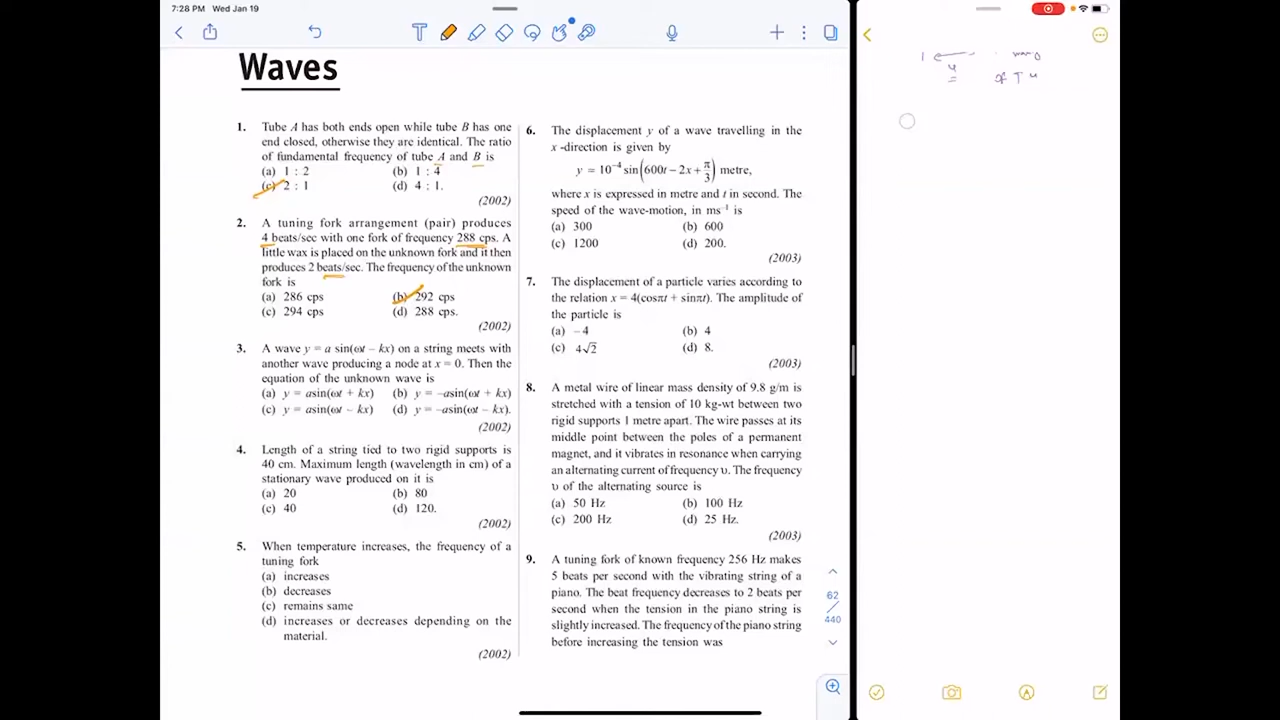 7:28 PM Wed Jan 19
Waves
1. Tube A has both ends open while tube B has one
end closed, otherwise they are identical. The ratio
of fundamental frequency of tube A and B is
(a) 1 : 2 (b) 1 : 4
(c) 2 : 1 (d) 4 : 1.
(2002)
2. A tuning fork arrangement (pair) produces
4 beats/sec with one fork of frequency 288 cps. A
little wax is placed on the unknown fork and it then
produces 2 beats/sec. The frequency of the unknown
fork is
(a) 286 cps (b) 292 cps
(c) 294 cps (d) 288 cps.
(2002)
3. A wave y = a sin(ωt – kx) on a string meets with
another wave producing a node at x = 0. Then the
equation of the unknown wave is
(a) y = asin(ωt + kx) (b) y = –asin(ωt + kx)
(c) y = asin(ωt – kx) (d) y = –asin(ωt – kx).
(2002)
4. Length of a string tied to two rigid supports is
40 cm. Maximum length (wavelength in cm) of a
stationary wave produced on it is
(a) 20 (b) 80
(c) 40 (d) 120.
(2002)
5. When temperature increases, the frequency of a
tuning fork
(a) increases
(b) decreases
(c) remains same
(d) increases or decreases depending on the
material.
(2002)
6. The displacement y of a wave travelling in the
x -direction is given by
y = 10⁻⁴ sin(600t – 2x + π/3) metre,
where x is expressed in metre and t in second. The
speed of the wave-motion, in ms⁻¹ is
(a) 300 (b) 600
(c) 1200 (d) 200.
(2003)
7. The displacement of a particle varies according to
the relation x = 4(cosπt + sinπt). The amplitude of
the particle is
(a) – 4 (b) 4
(c) 4√2 (d) 8.
(2003)
8. A metal wire of linear mass density of 9.8 g/m is
stretched with a tension of 10 kg-wt between two
rigid supports 1 metre apart. The wire passes at its
middle point between the poles of a permanent
magnet, and it vibrates in resonance when carrying
an alternating current of frequency υ. The frequency
υ of the alternating source is
(a) 50 Hz (b) 100 Hz
(c) 200 Hz (d) 25 Hz.
(2003)
9. A tuning fork of known frequency 256 Hz makes
5 beats per second with the vibrating string of a
piano. The beat frequency decreases to 2 beats per
second when the tension in the piano string is
slightly increased. The frequency of the piano string
before increasing the tension was
62
/
440
of T